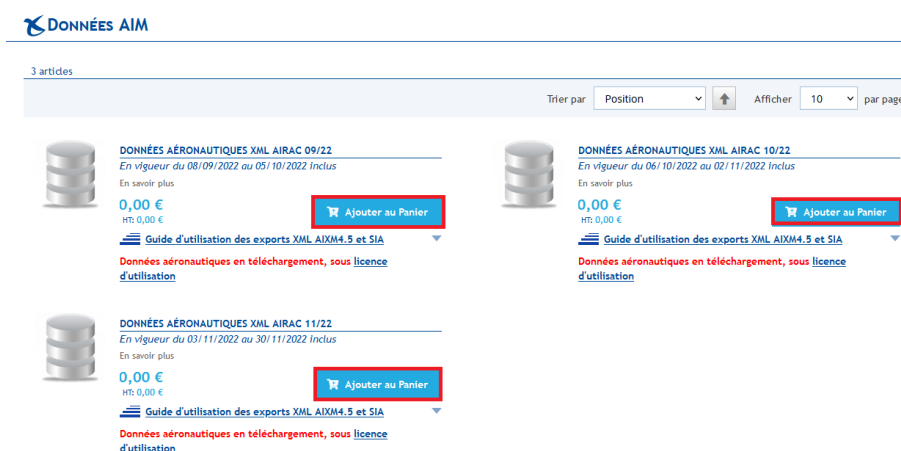 DONNÉES AIM
3 articles
Trier par Position Afficher 10 par page
DONNÉES AÉRONAUTIQUES XML AIRAC 09/22
En vigueur du 08/09/2022 au 05/10/2022 inclus
En savoir plus
0,00 €
HT: 0,00 €
Ajouter au Panier
Guide d'utilisation des exports XML AIXM4.5 et SIA
Données aéronautiques en téléchargement, sous licence
d'utilisation
DONNÉES AÉRONAUTIQUES XML AIRAC 10/22
En vigueur du 06/10/2022 au 02/11/2022 inclus
En savoir plus
0,00 €
HT: 0,00 €
Ajouter au Panier
Guide d'utilisation des exports XML AIXM4.5 et SIA
Données aéronautiques en téléchargement, sous licence
d'utilisation
DONNÉES AÉRONAUTIQUES XML AIRAC 11/22
En vigueur du 03/11/2022 au 30/11/2022 inclus
En savoir plus
0,00 €
HT: 0,00 €
Ajouter au Panier
Guide d'utilisation des exports XML AIXM4.5 et SIA
Données aéronautiques en téléchargement, sous licence
d'utilisation